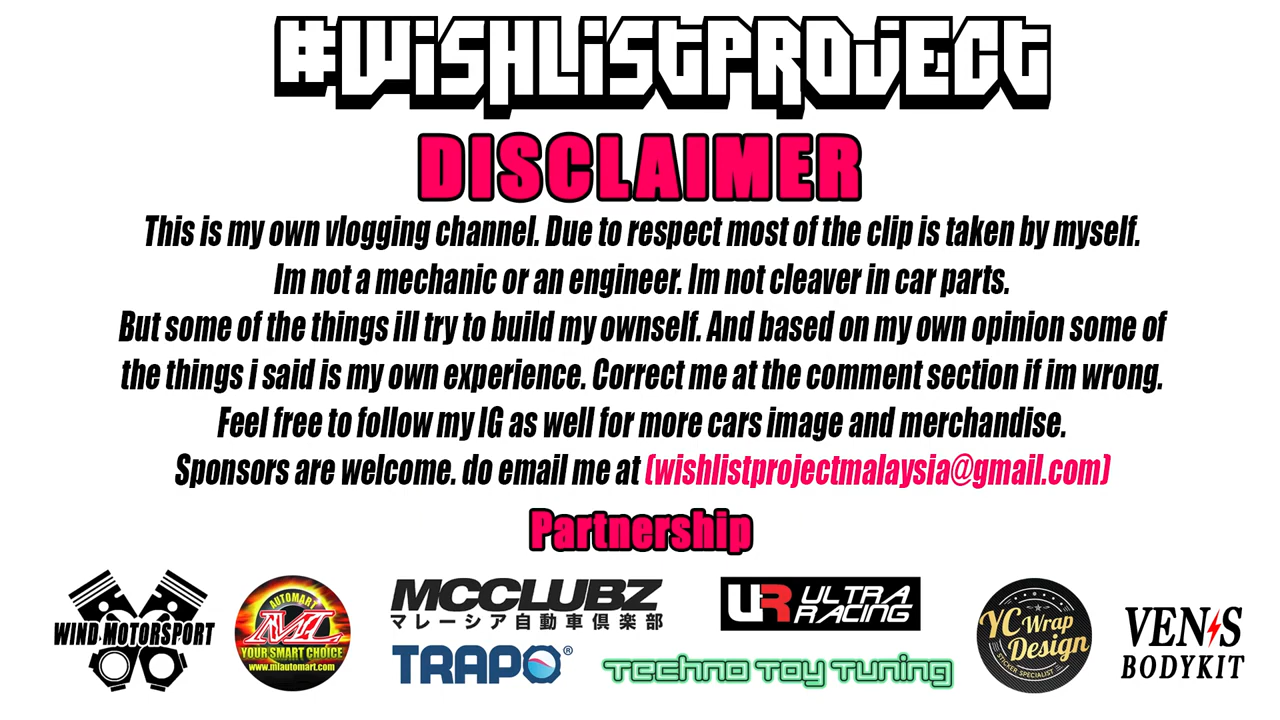 #WISHLISTPROJECT
DISCLAIMER
This is my own vlogging channel. Due to respect most of the clip is taken by myself.
Im not a mechanic or an engineer. Im not cleaver in car parts.
But some of the things ill try to build my ownself. And based on my own opinion some of
the things i said is my own experience. Correct me at the comment section if im wrong.
Feel free to follow my IG as well for more cars image and merchandise.
Sponsors are welcome. do email me at (wishlistprojectmalaysia@gmail.com)
Partnership
WIND MOTORSPORT
AUTOMART
ML
YOUR SMART CHOICE
www.mlautomart.com
MCCLUBZ
マレーシア自動車倶楽部
TRAPO®
UR ULTRA RACING
TECHNO TOY TUNING
YC Wrap
Design
STICKER SPECIALIST
VENUS
BODYKIT